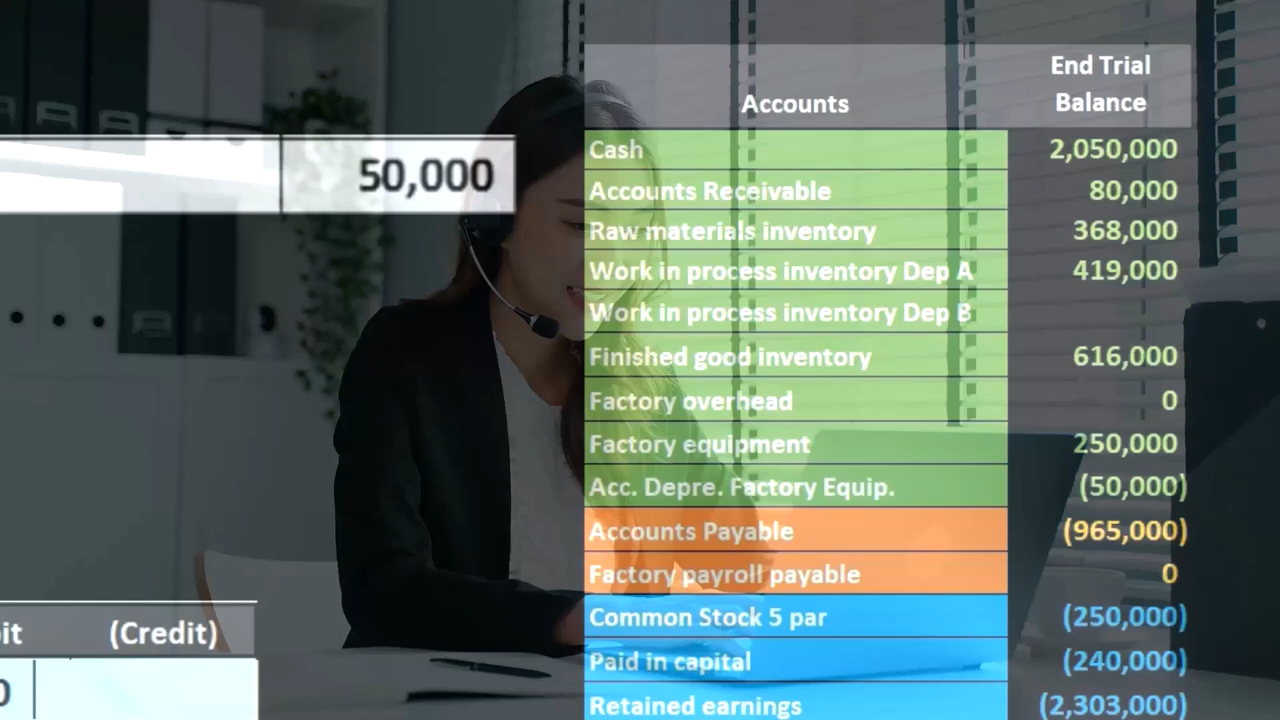 End Trial
Accounts Balance
Cash 2,050,000
50,000
Accounts Receivable 80,000
Raw materials inventory 368,000
Work in process inventory Dep A 419,000
Work in process inventory Dep B
Finished good inventory 616,000
Factory overhead 0
Factory equipment 250,000
Acc. Depre. Factory Equip. (50,000)
Accounts Payable (965,000)
Factory payroll payable 0
Common Stock 5 par (250,000)
(Credit)
Paid in capital (240,000)
Retained earnings (2,303,000)